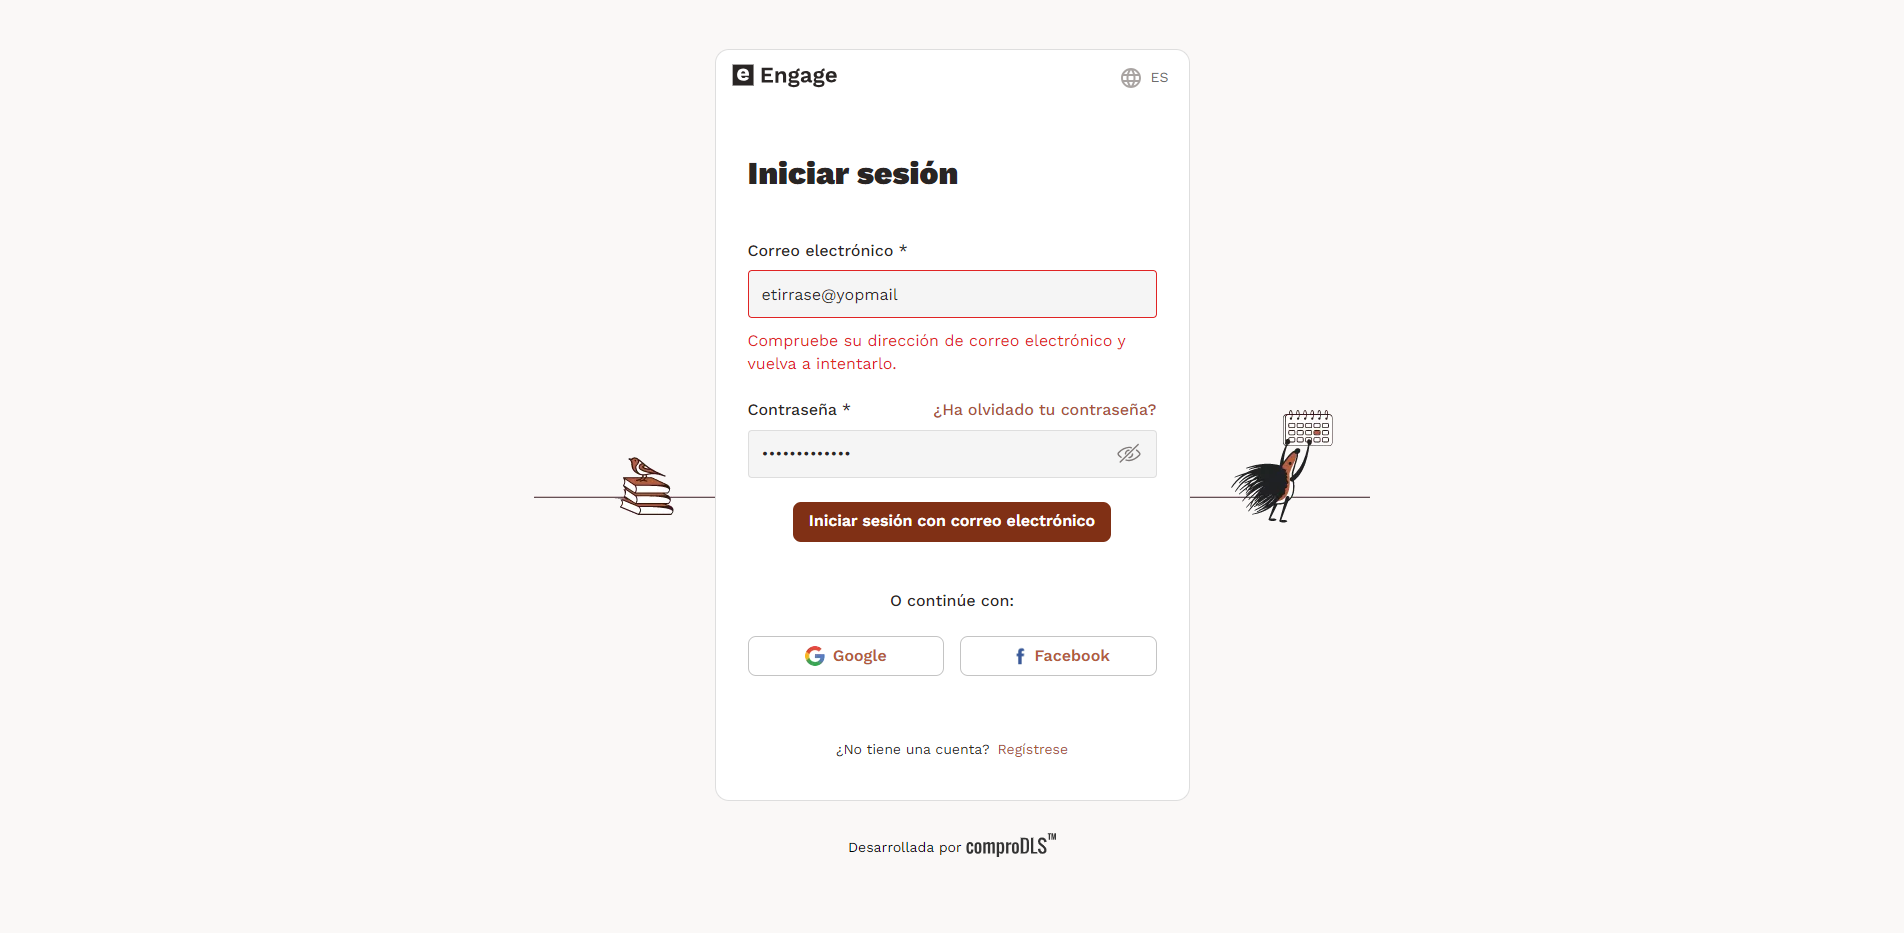 e Engage
ES
Iniciar sesión
Correo electrónico *
etirrase@yopmail
Compruebe su dirección de correo electrónico y
vuelva a intentarlo.
Contraseña *
¿Ha olvidado tu contraseña?
•••••••••••••
Iniciar sesión con correo electrónico
O continúe con:
Google
Facebook
¿No tiene una cuenta? Regístrese
Desarrollada por comproDLS™